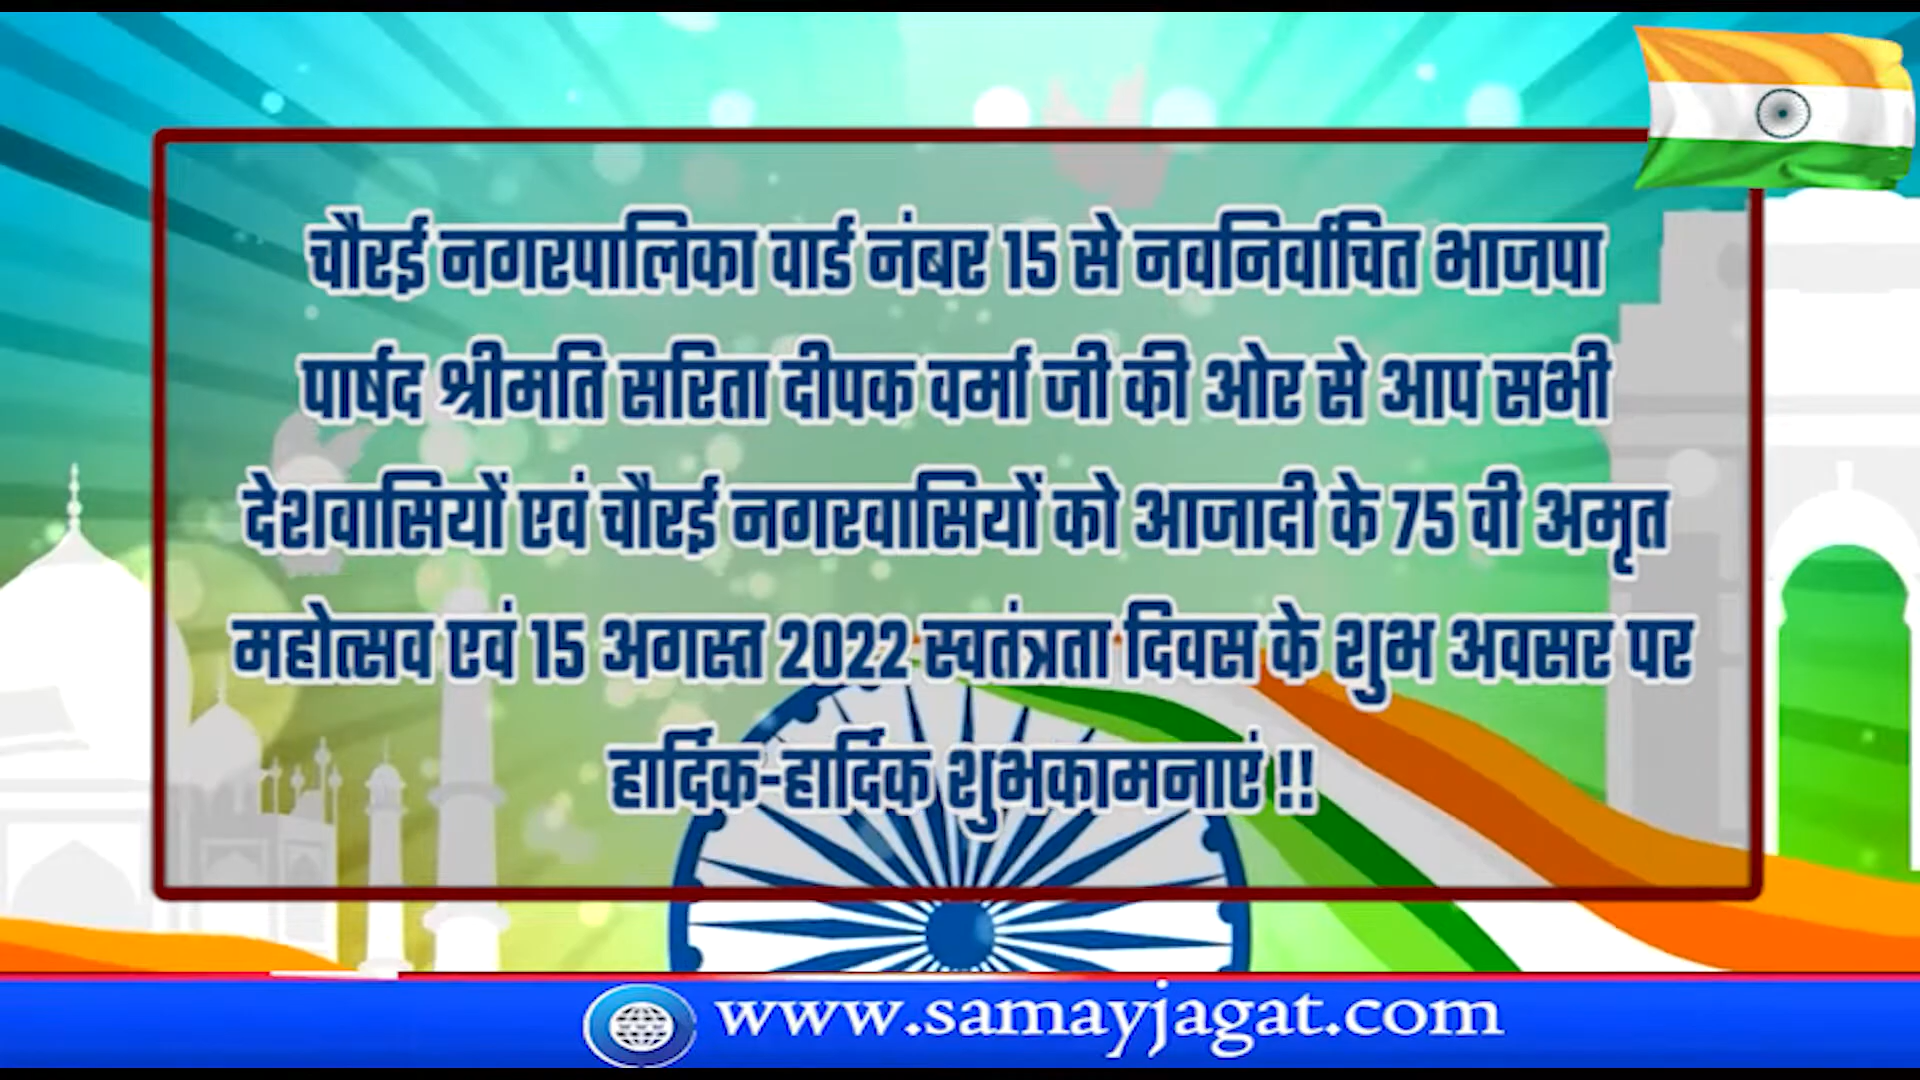 चौरई नगरपालिका वार्ड नंबर 15 से नवनिर्वाचित भाजपा
पार्षद श्रीमति सरिता दीपक वर्मा जी की ओर से आप सभी
देशवासियों एवं चौरई नगरवासियों को आजादी के 75 वी अमृत
महोत्सव एवं 15 अगस्त 2022 स्वतंत्रता दिवस के शुभ अवसर पर
हार्दिक-हार्दिक शुभकामनाएं !!
www.samayjagat.com